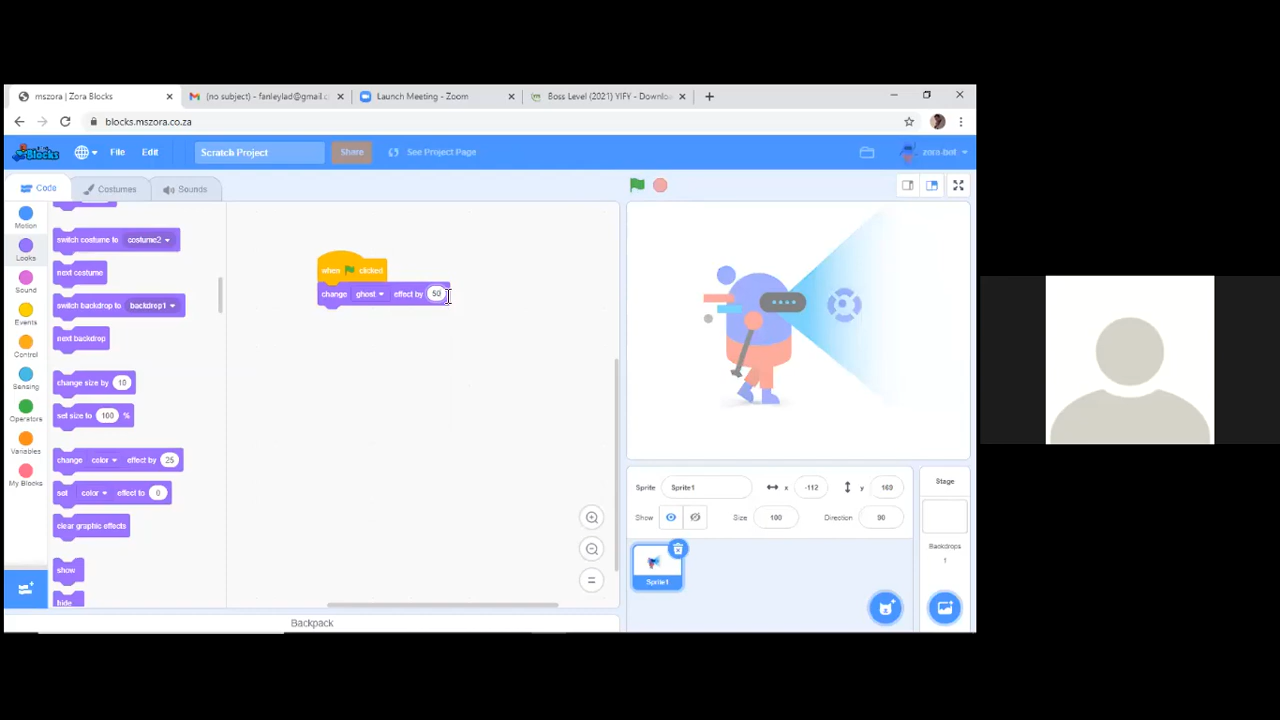 mszora | Zora Blocks
(no subject) - fanleylad@gmail.c
Launch Meeting - Zoom
Boss Level (2021) YIFY - Downloa
blocks.mszora.co.za
Blocks
File
Edit
Scratch Project
Share
See Project Page
zora-bot
Code
Costumes
Sounds
Motion
Looks
Sound
Events
Control
Sensing
Operators
Variables
My Blocks
switch costume to costume2
next costume
switch backdrop to backdrop1
next backdrop
change size by 10
set size to 100 %
change color effect by 25
set color effect to 0
clear graphic effects
show
hide
when clicked
change ghost effect by 50
Sprite
Sprite1
x
-112
y
169
Show
Size
100
Direction
90
Sprite1
Stage
Backdrops
1
Backpack